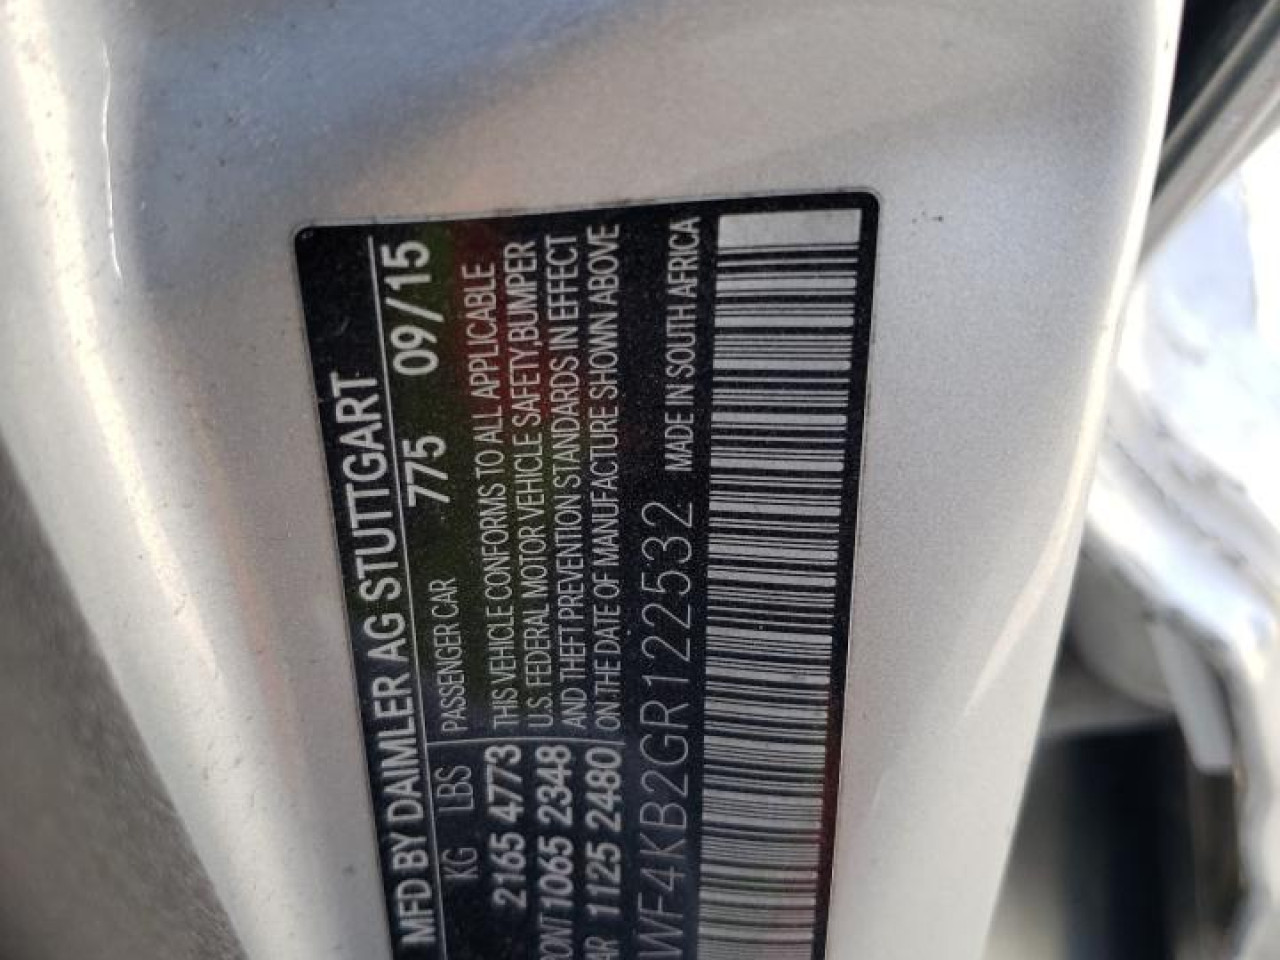 MFD BY DAIMLER AG STUTTGART
775 09/15
KG LBS PASSENGER CAR
2165 4773 THIS VEHICLE CONFORMS TO ALL APPLICABLE
1065 2348 U.S. FEDERAL MOTOR VEHICLE SAFETY,BUMPER
1125 2480 AND THEFT PREVENTION STANDARDS IN EFFECT
ON THE DATE OF MANUFACTURE SHOWN ABOVE
WF4KB2GR122532 MADE IN SOUTH AFRICA